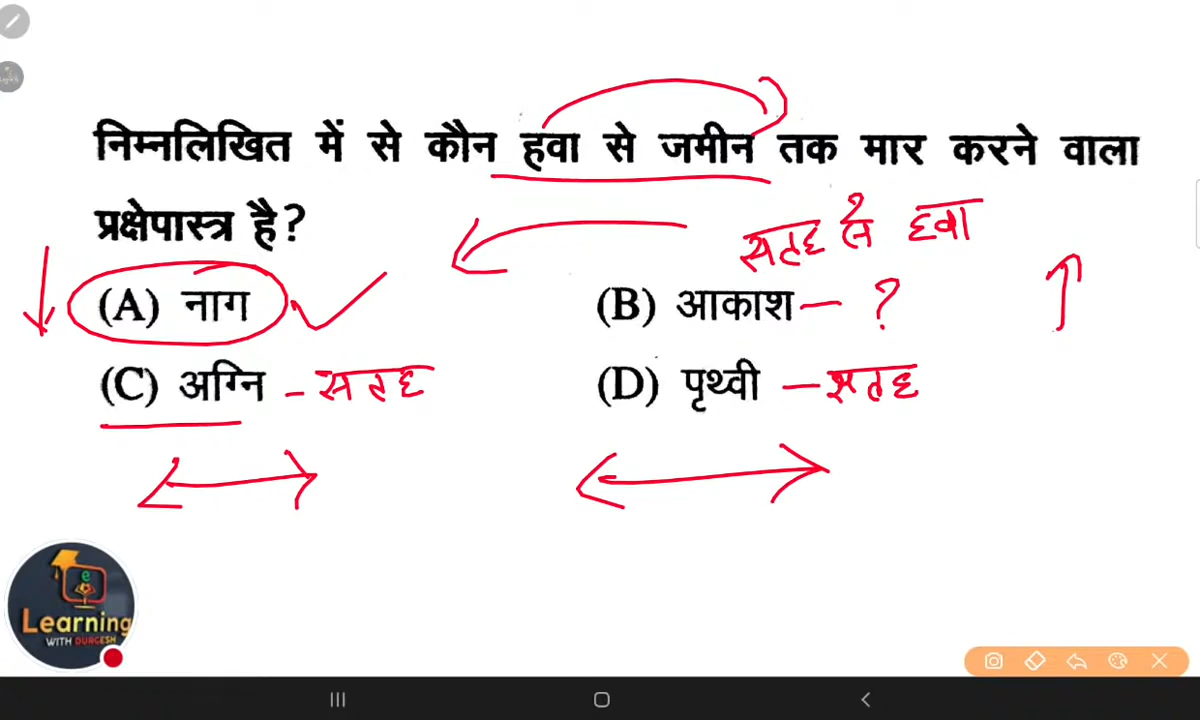 निम्नलिखित में से कौन हवा से जमीन तक मार करने वाला
प्रक्षेपास्त्र है?
सतह से हवा
(A) नाग
(B) आकाश – ?
(C) अग्नि – सतह
(D) पृथ्वी – सतह
e
Learning
WITH DURGESH